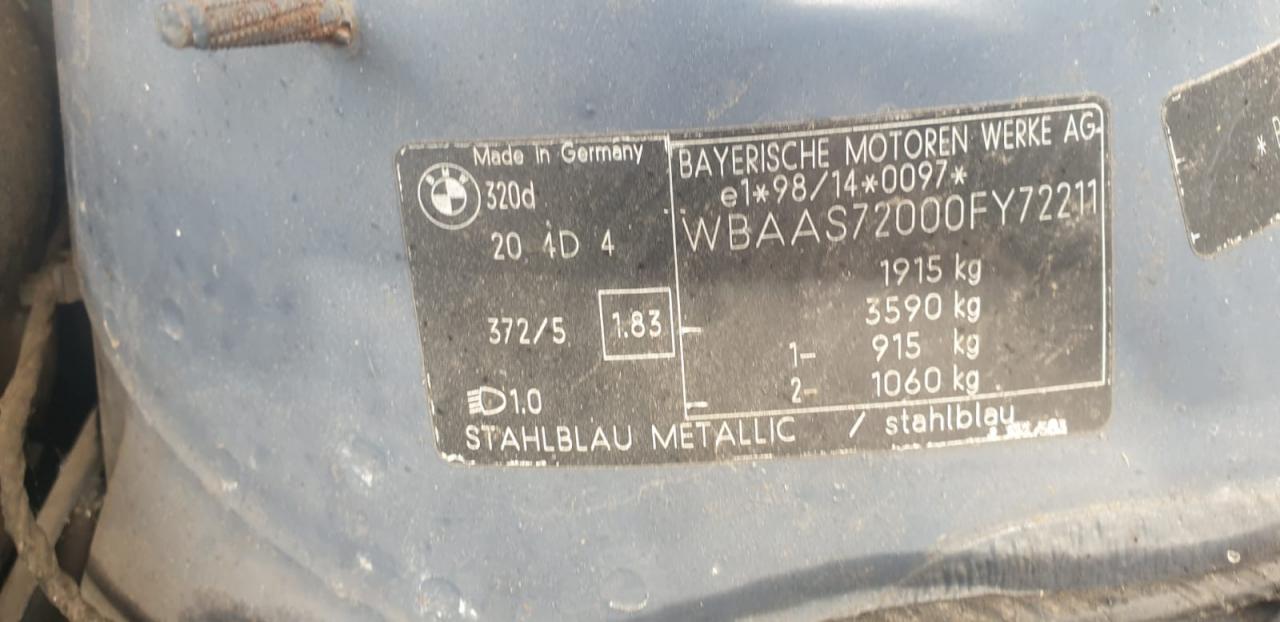 Made in Germany
BMW
320d
20 4D 4
372/5
1.83
1.0
STAHLBLAU METALLIC / stahlblau
BAYERISCHE MOTOREN WERKE AG
e1*98/14*0097*
WBAAS72000FY72211
1915 kg
3590 kg
1- 915 kg
2- 1060 kg